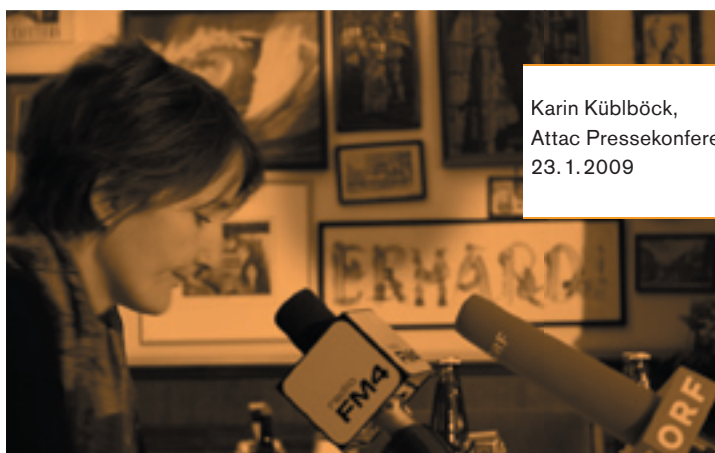 Karin Küblböck,
Attac Pressekonfere
23.1.2009
ERHARD
FM4
ORF